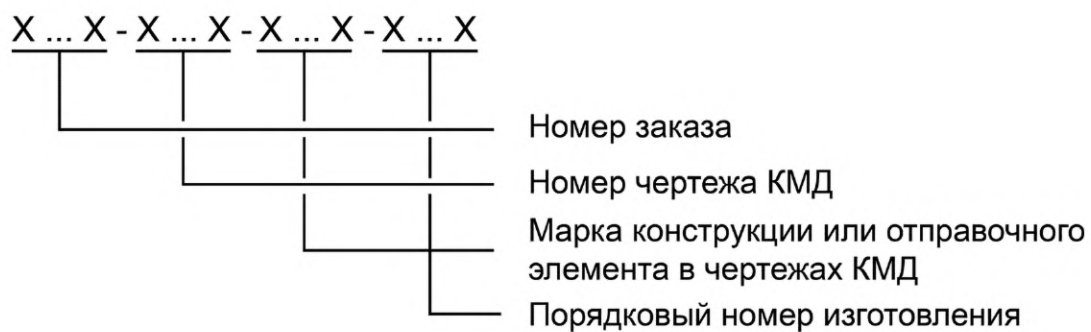 X ... X - X ... X - X ... X - X ... X
Номер заказа
Номер чертежа КМД
Марка конструкции или отправочного
элемента в чертежах КМД
Порядковый номер изготовления